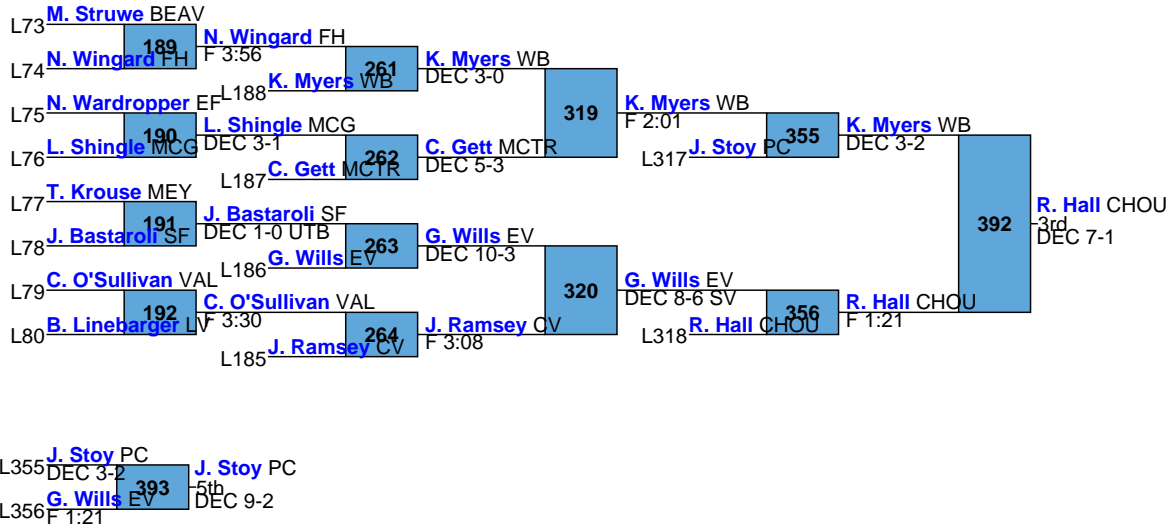 L73 M. Struwe BEAV
189
L74 N. Wingard FH
N. Wingard FH
F 3:56
261
L188 K. Myers WB
K. Myers WB
DEC 3-0
L75 N. Wardropper EF
190
L76 L. Shingle MCG
L. Shingle MCG
DEC 3-1
262
L187 C. Gett MCTR
C. Gett MCTR
DEC 5-3
319
K. Myers WB
F 2:01
355
L317 J. Stoy PC
K. Myers WB
DEC 3-2
L77 T. Krouse MEY
191
L78 J. Bastaroli SF
J. Bastaroli SF
DEC 1-0 UTB
263
L186 G. Wills EV
G. Wills EV
DEC 10-3
L79 C. O'Sullivan VAL
192
L80 B. Linebarger LV
C. O'Sullivan VAL
F 3:30
264
L185 J. Ramsey CV
J. Ramsey CV
F 3:08
320
G. Wills EV
DEC 8-6 SV
356
L318 R. Hall CHOU
R. Hall CHOU
F 1:21
392
R. Hall CHOU
3rd
DEC 7-1
L355 J. Stoy PC
DEC 3-2
393
L356 G. Wills EV
F 1:21
J. Stoy PC
5th
DEC 9-2